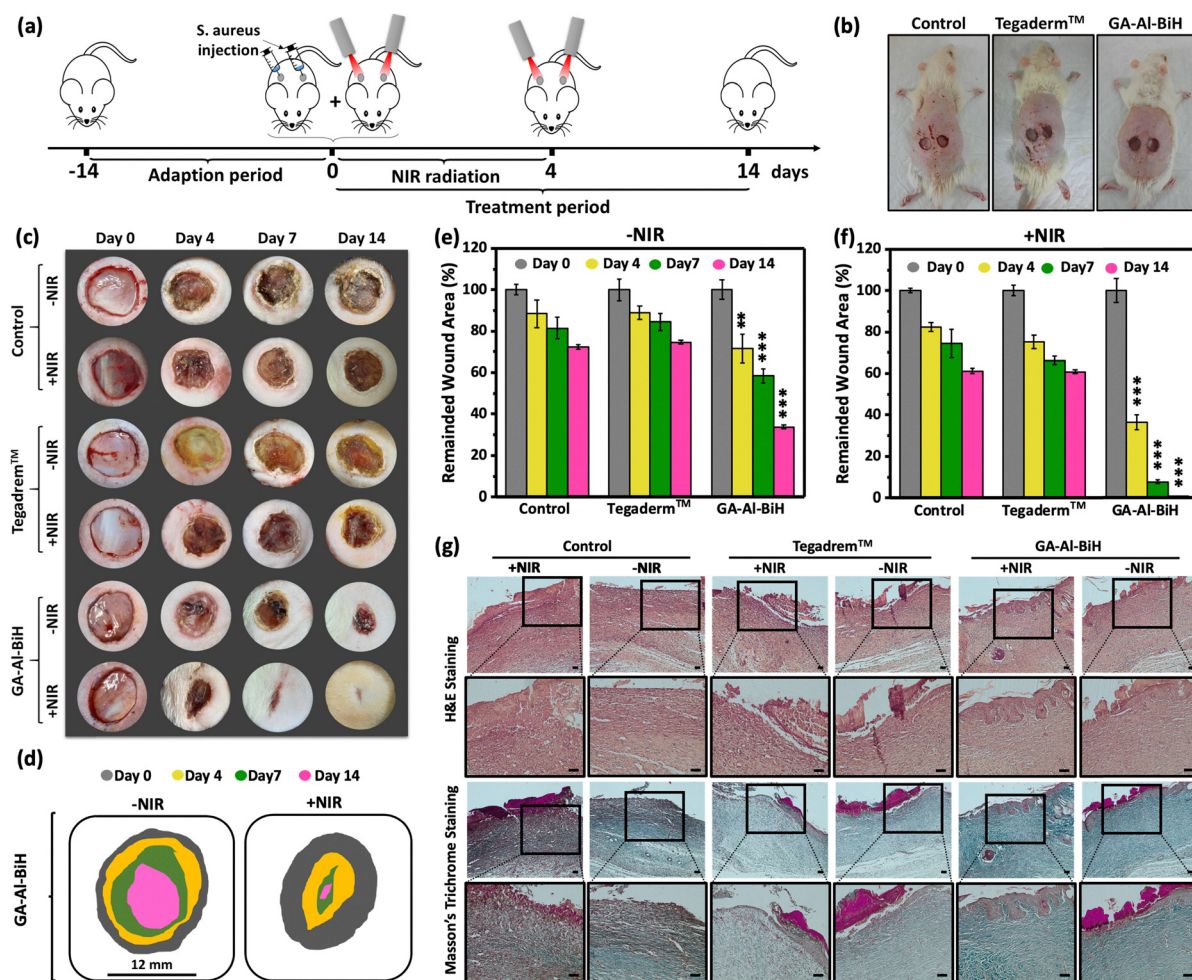 (a)
S. aureus
injection
+
-14
0
4
14
days
Adaption period
NIR radiation
Treatment period
(b)
Control
Tegaderm™
GA-Al-BiH
(c)
Day 0
Day 4
Day 7
Day 14
Control
-NIR
+NIR
Tegadrem™
-NIR
+NIR
GA-Al-BiH
-NIR
+NIR
(d)
Day 0
Day 4
Day7
Day 14
-NIR
+NIR
GA-Al-BiH
12 mm
(e)
-NIR
Day 0
Day 4
Day7
Day 14
Remainded Wound Area (%)
120
100
80
60
40
20
0
**
***
***
Control
Tegaderm™
GA-Al-BiH
(f)
+NIR
Day 0
Day 4
Day7
Day 14
Remainded Wound Area (%)
120
100
80
60
40
20
0
***
***
***
Control
Tegaderm™
GA-Al-BiH
(g)
Control
Tegadrem™
GA-Al-BiH
+NIR
-NIR
+NIR
-NIR
+NIR
-NIR
H&E Staining
Masson's Trichrome Staining